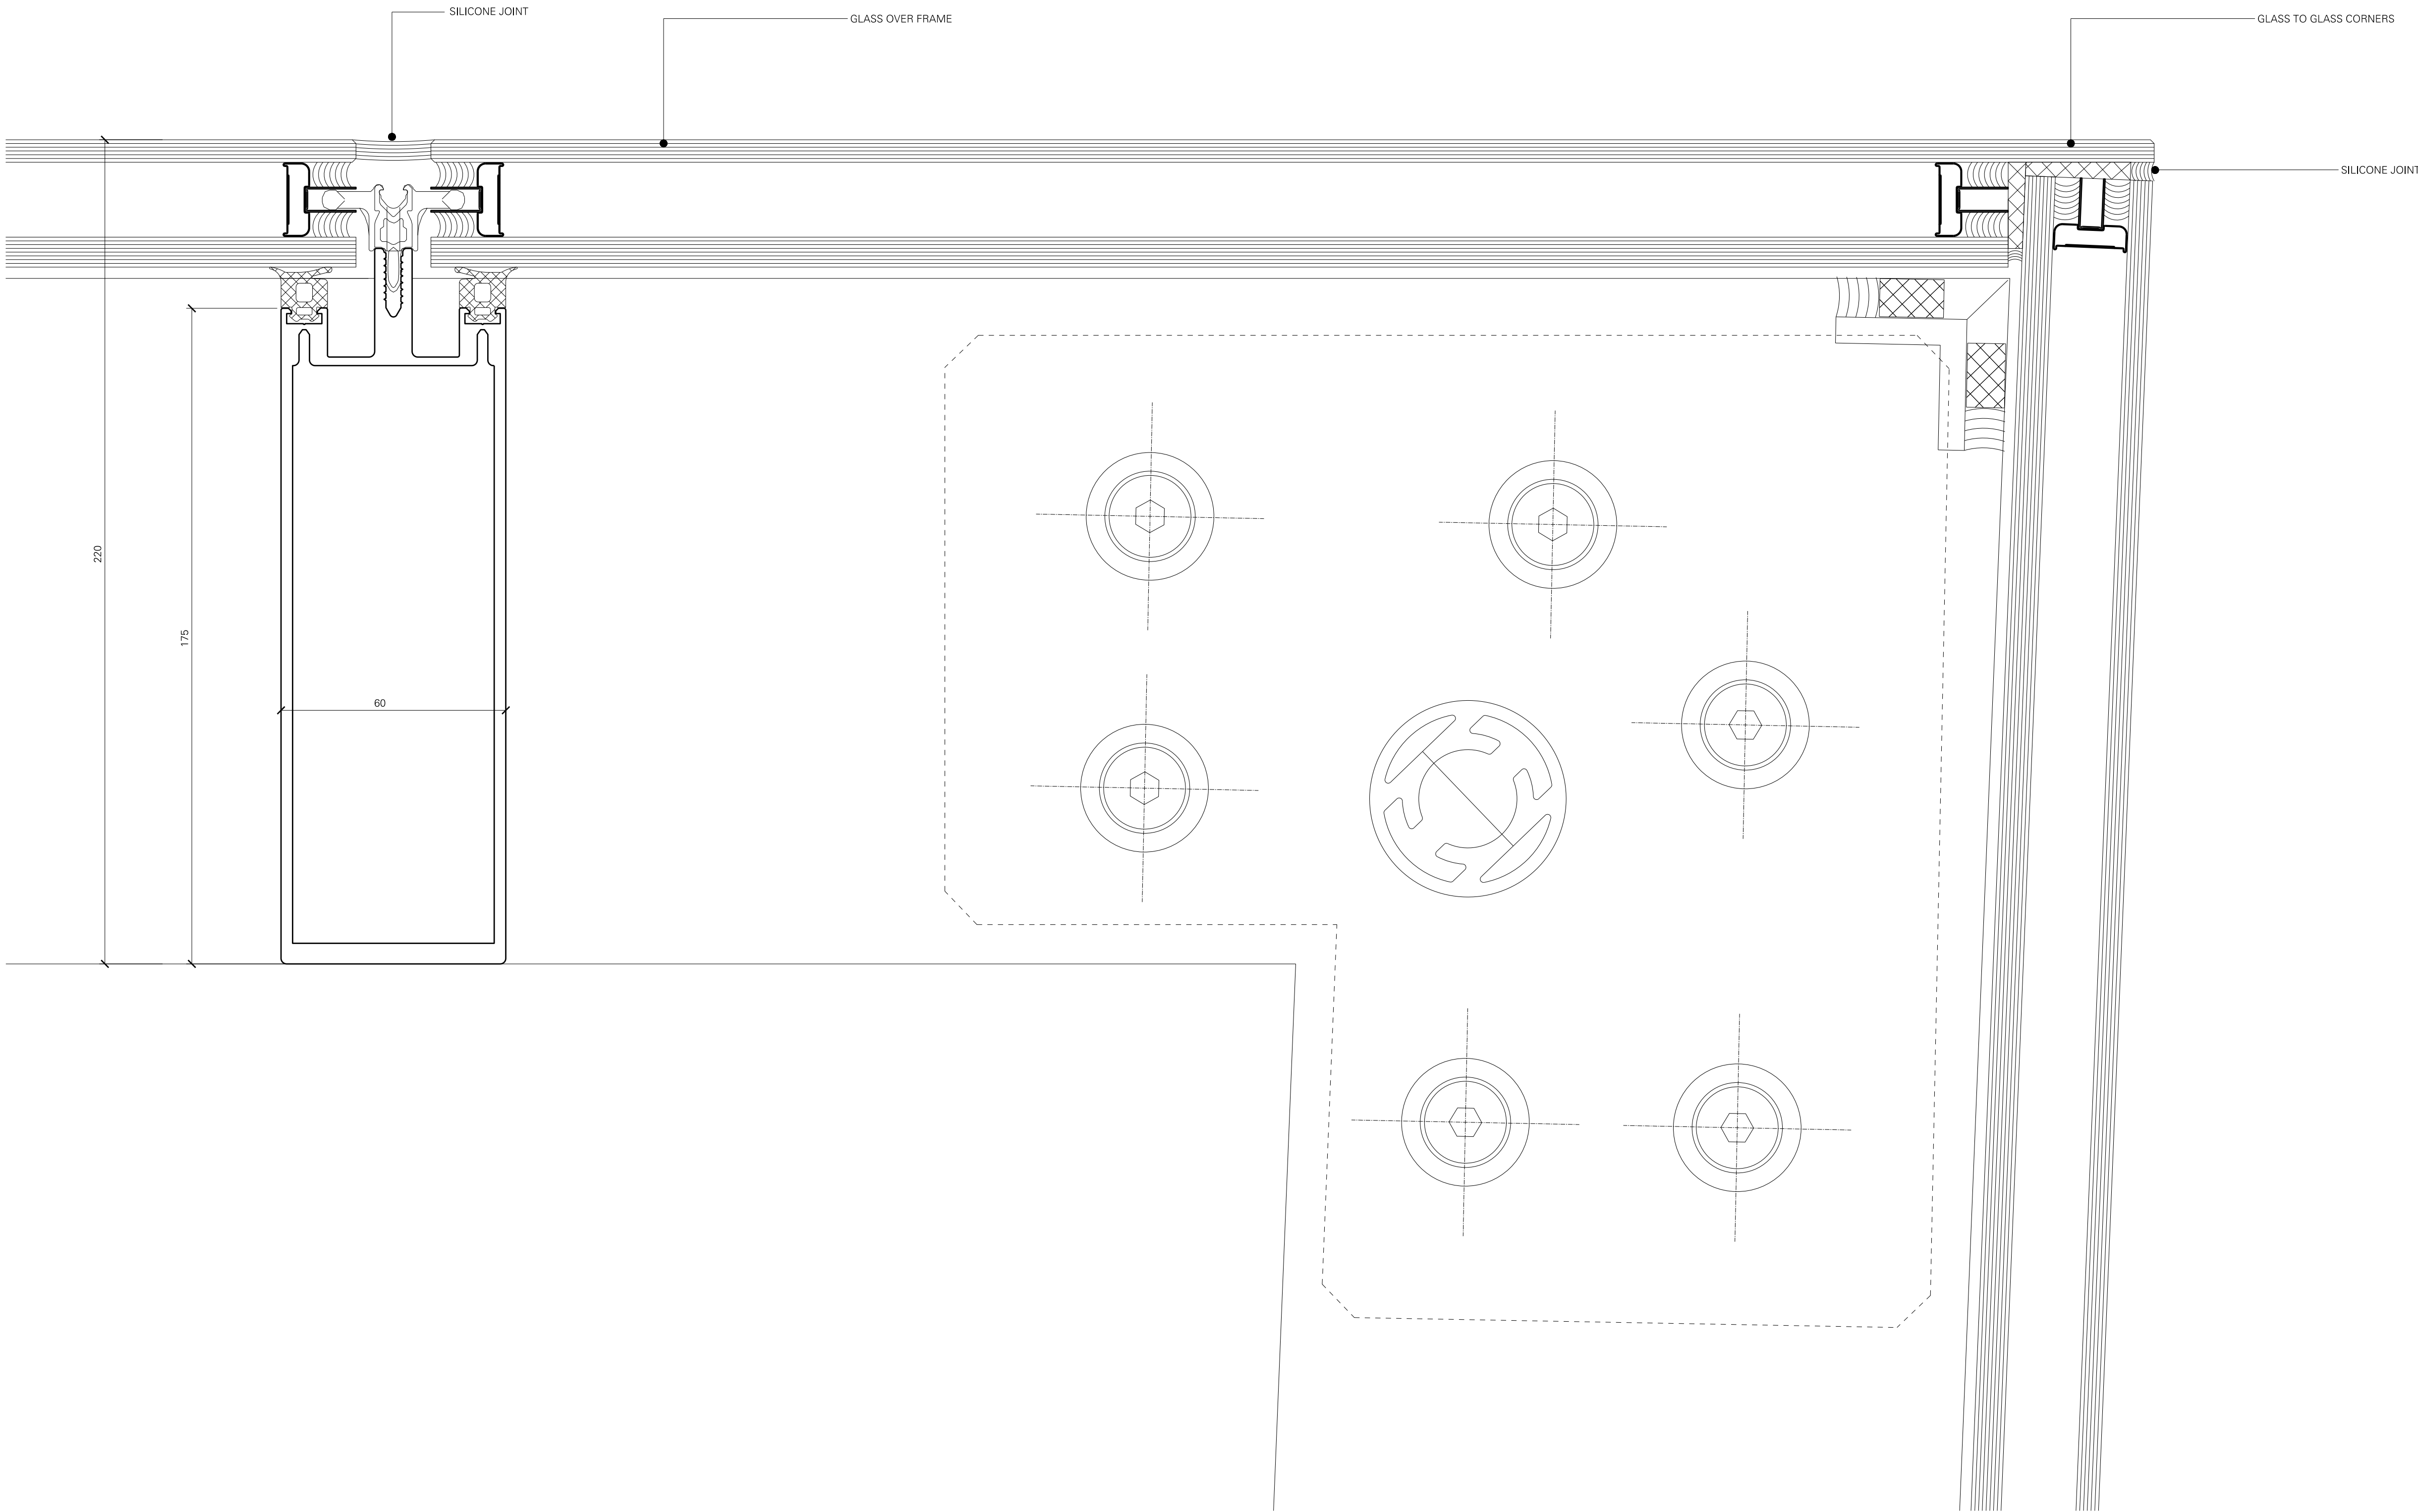 SILICONE JOINT
GLASS OVER FRAME
GLASS TO GLASS CORNERS
SILICONE JOINT
220
175
60